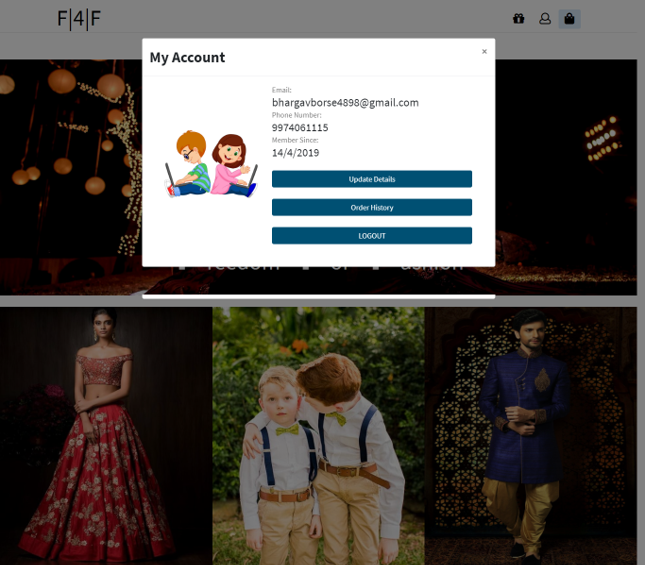 F|4|F
My Account
×
Email:
bhargavborse4898@gmail.com
Phone Number:
9974061115
Member Since:
14/4/2019
Update Details
Order History
LOGOUT